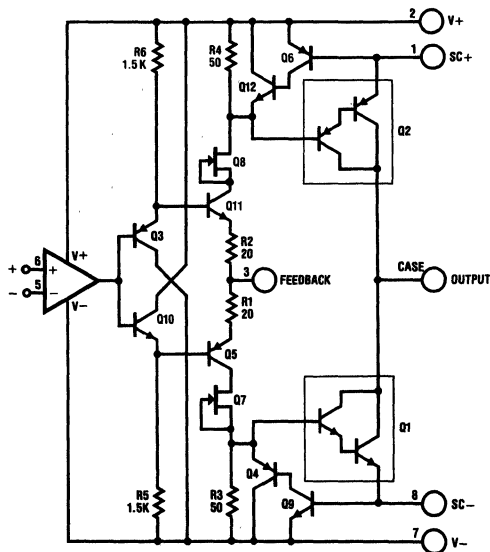 2 V+
R6
1.5 K
R4
50
Q6
1 SC+
Q12
Q2
Q8
Q11
Q3
R2
20
V+
6
+ +
- -
5
V-
3 FEEDBACK
CASE OUTPUT
R1
20
Q10
Q5
Q7
Q1
Q4
Q9
R5
1.5K
R3
50
8 SC-
7 V-